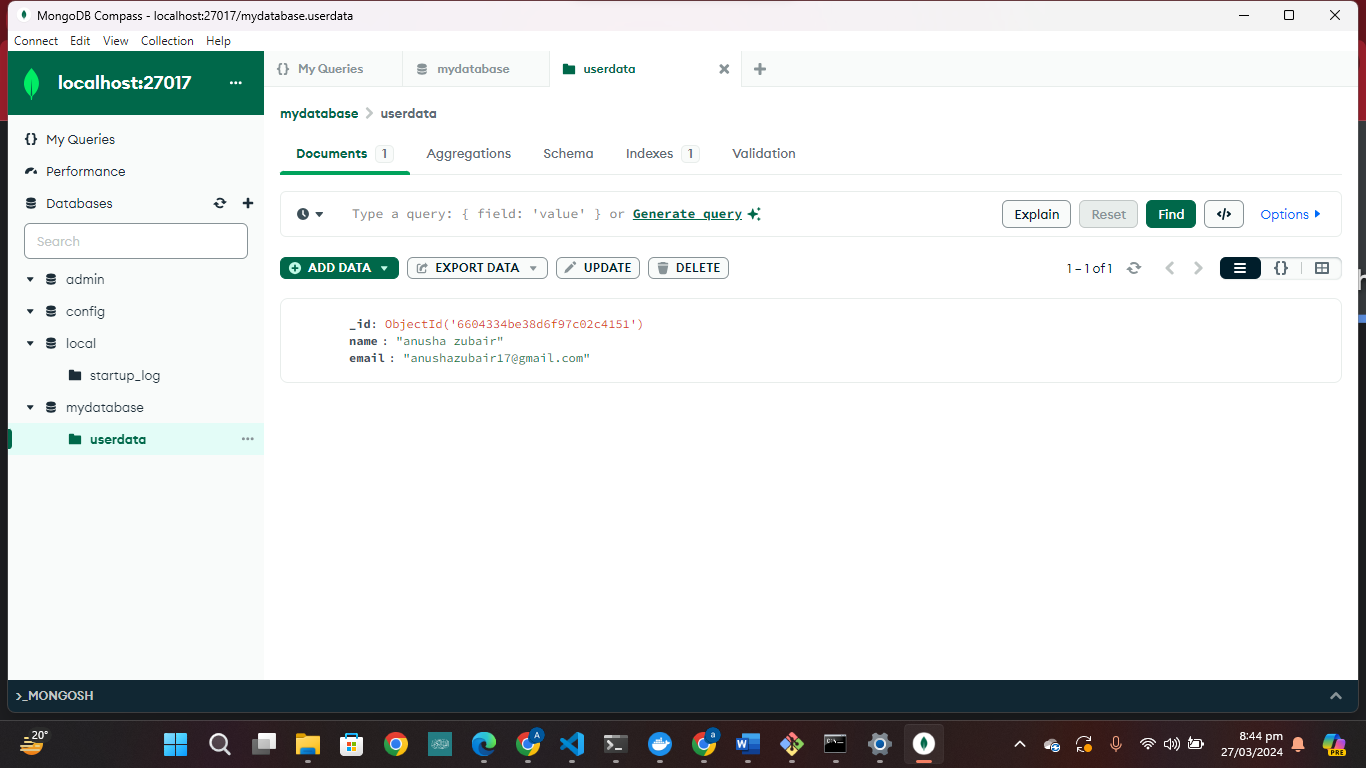 MongoDB Compass - localhost:27017/mydatabase.userdata
Connect Edit View Collection Help
localhost:27017
My Queries
mydatabase
userdata
mydatabase > userdata
My Queries
Performance
Databases
Search
admin
config
local
startup_log
mydatabase
userdata
Documents 1 Aggregations Schema Indexes 1 Validation
Type a query: { field: 'value' } or Generate query
Explain Reset Find </> Options
ADD DATA EXPORT DATA UPDATE DELETE
1 – 1 of 1
{}
_id: ObjectId('6604334be38d6f97c02c4151')
name : "anusha zubair"
email : "anushazubair17@gmail.com"
>_MONGOSH
20°
A
a
8:44 pm
27/03/2024
PRE